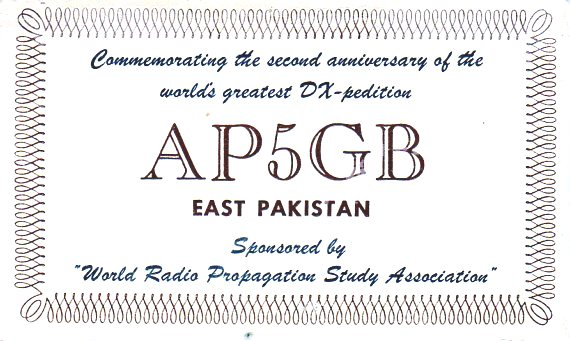 Commemorating the second anniversary of the
world's greatest DX-pedition
AP5GB
EAST PAKISTAN
Sponsored by
"World Radio Propagation Study Association"